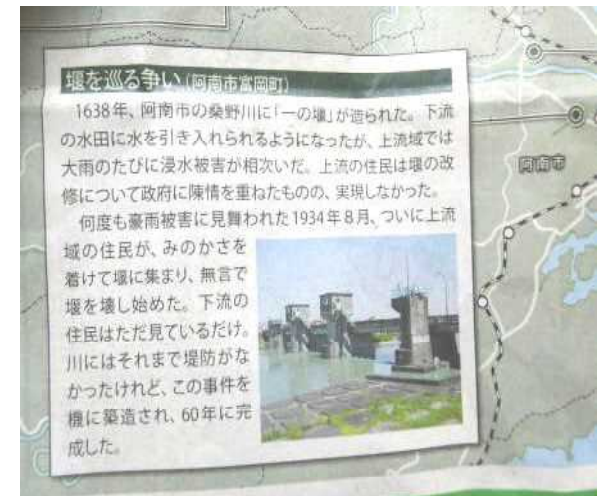 堰を巡る争い(阿南市富岡町)
1638年、阿南市の桑野川に「一の堰」が造られた。下流
の水田に水を引き入れられるようになったが、上流域では
大雨のたびに浸水被害が相次いだ。上流の住民は堰の改
修について政府に陳情を重ねたものの、実現しなかった。
何度も豪雨被害に見舞われた1934年8月、ついに上流
域の住民が、みのかさを
着けて堰に集まり、無言で
堰を壊し始めた。下流の
住民はただ見ているだけ。
川にはそれまで堤防がな
かったけれど、この事件を
機に築造され、60年に完
成した。
阿南市